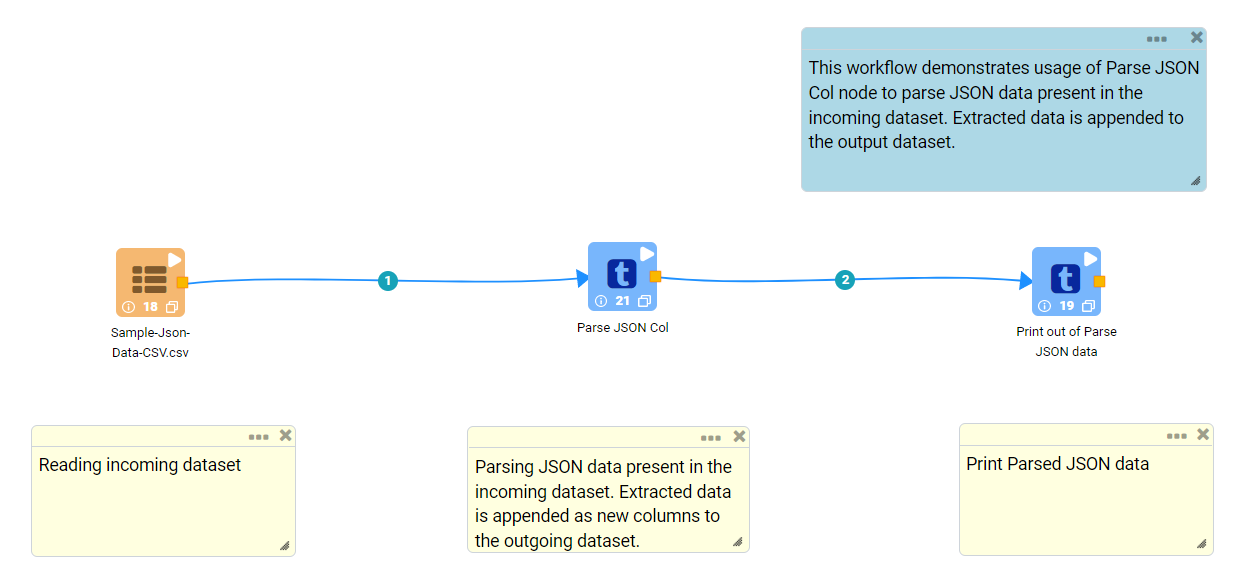 This workflow demonstrates usage of Parse JSON
Col node to parse JSON data present in the
incoming dataset. Extracted data is appended to
the output dataset.
1
2
t
t
18
21
19
Sample-Json-
Data-CSV.csv
Parse JSON Col
Print out of Parse
JSON data
Reading incoming dataset
Parsing JSON data present in the
incoming dataset. Extracted data
is appended as new columns to
the outgoing dataset.
Print Parsed JSON data